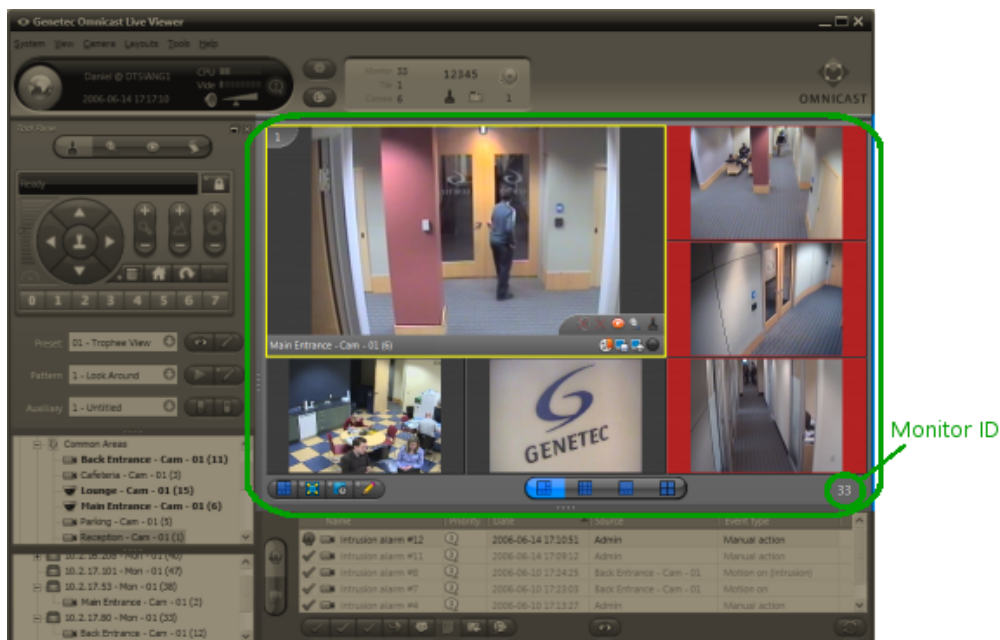 Genetec Omnicast Live Viewer
System View Camera Layouts Tools Help
Daniel @ DTSIANG1
CPU
Vide
2006-06-14 17:17:10
Monitor 33
Tile 1
Camera 6
12345
1
OMNICAST
Tool Pane
Ready
0 1 2 3 4 5 6 7
Preset 01 - Trophee View
Pattern 1 - Look Around
Auxiliary 1 - Untitled
1
Main Entrance - Cam - 01 (6)
GENETEC
33
Monitor ID
Common Areas
Back Entrance - Cam - 01 (11)
Cafeteria - Cam - 01 (3)
Lounge - Cam - 01 (15)
Main Entrance - Cam - 01 (6)
Parking - Cam - 01 (5)
Reception - Cam - 01 (1)
10.2.16.208 - Mon - 01 (40)
10.2.17.101 - Mon - 01 (47)
10.2.17.53 - Mon - 01 (38)
Main Entrance - Cam - 01 (2)
10.2.17.80 - Mon - 01 (33)
Back Entrance - Cam - 01 (12)
Name Priority Date Source Event type
Intrusion alarm #12 2006-06-14 17:10:51 Admin Manual action
Intrusion alarm #11 2006-06-14 17:09:12 Admin Manual action
Intrusion alarm #8 2006-06-10 17:24:25 Back Entrance - Cam - 01 Motion on (Intrusion)
Intrusion alarm #7 2006-06-10 17:23:03 Back Entrance - Cam - 01 Motion on
Intrusion alarm #4 2006-06-10 17:13:27 Admin Manual action